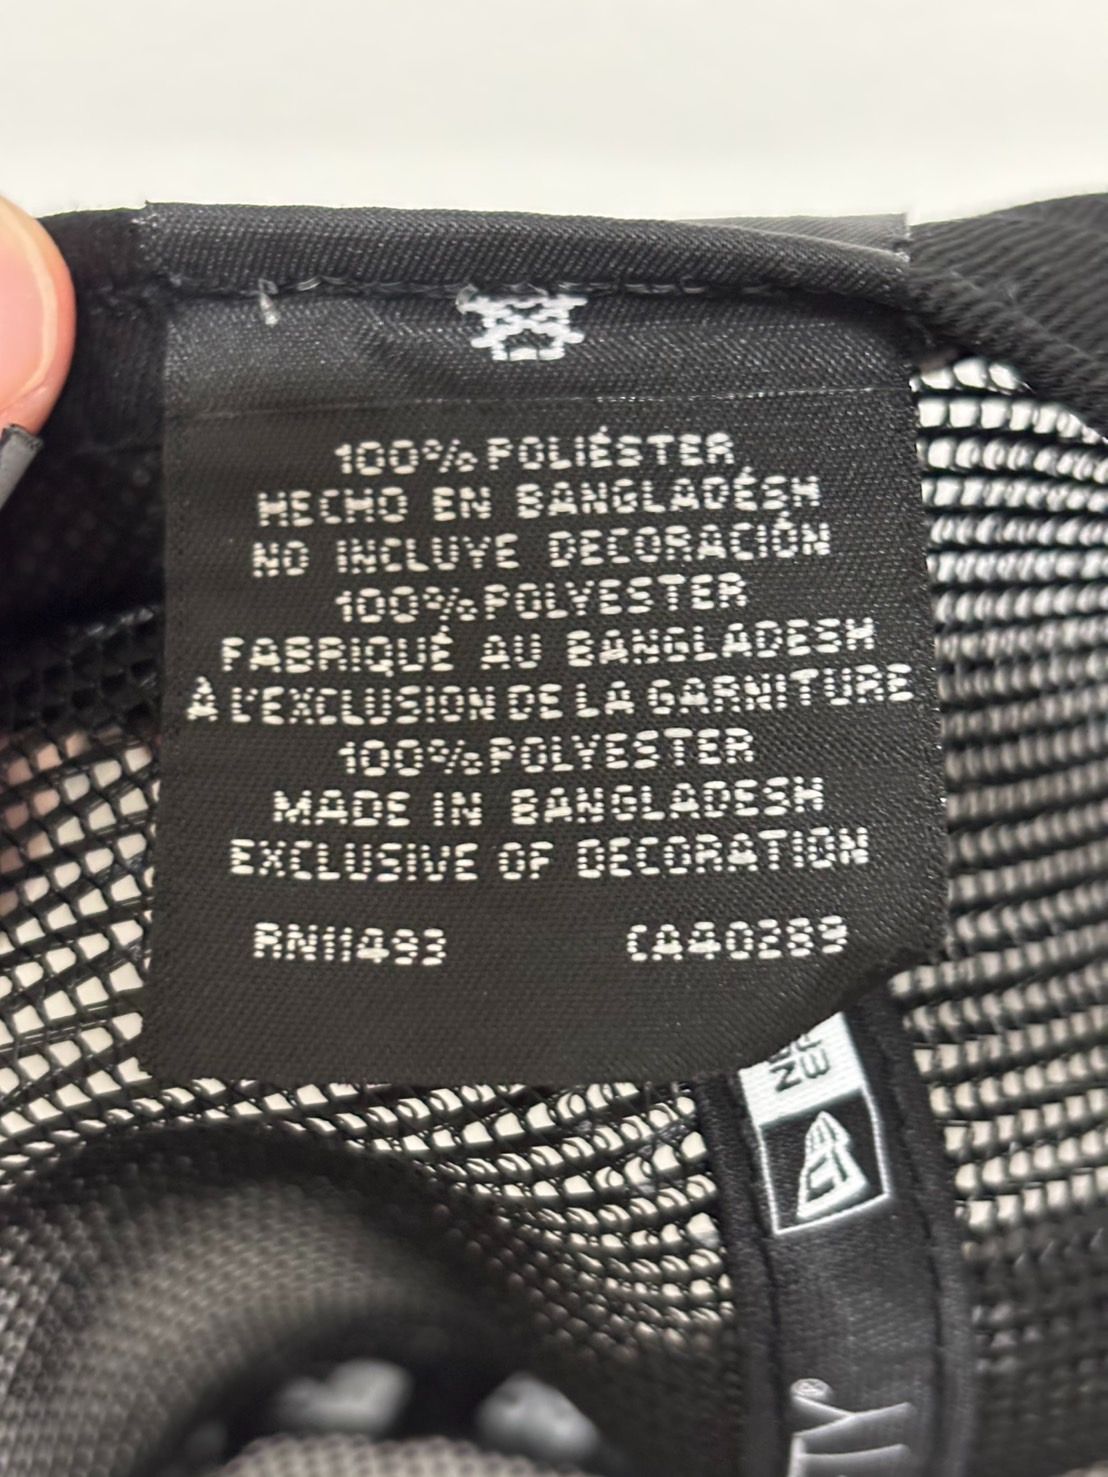 100% POLIÉSTER
HECHO EN BANGLADÉSH
NO INCLUYE DECORACIÓN
100% POLYESTER
FABRIQUÉ AU BANGLADESH
À L'EXCLUSION DE LA GARNITURE
100% POLYESTER
MADE IN BANGLADESH
EXCLUSIVE OF DECORATION
RN11493 CA40289